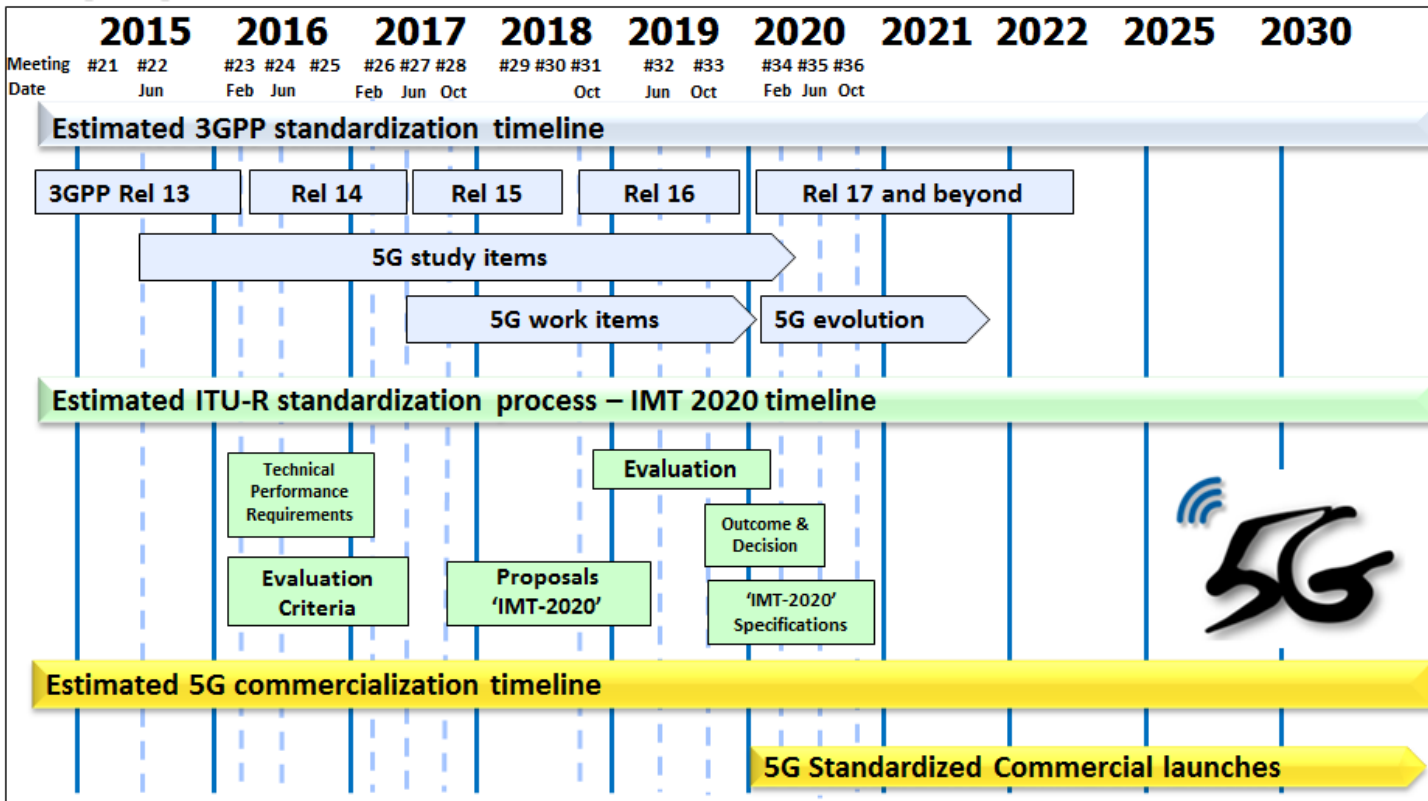 2015 2016 2017 2018 2019 2020 2021 2022 2025 2030
Meeting #21 #22 #23 #24 #25 #26 #27 #28 #29 #30 #31 #32 #33 #34 #35 #36
Date Jun Feb Jun Feb Jun Oct Oct Jun Oct Feb Jun Oct
Estimated 3GPP standardization timeline
3GPP Rel 13 Rel 14 Rel 15 Rel 16 Rel 17 and beyond
5G study items
5G work items 5G evolution
Estimated ITU-R standardization process – IMT 2020 timeline
Technical
Performance
Requirements
Evaluation
Outcome &
Decision
Evaluation
Criteria
Proposals
‘IMT-2020’
‘IMT-2020’
Specifications
5G
Estimated 5G commercialization timeline
5G Standardized Commercial launches